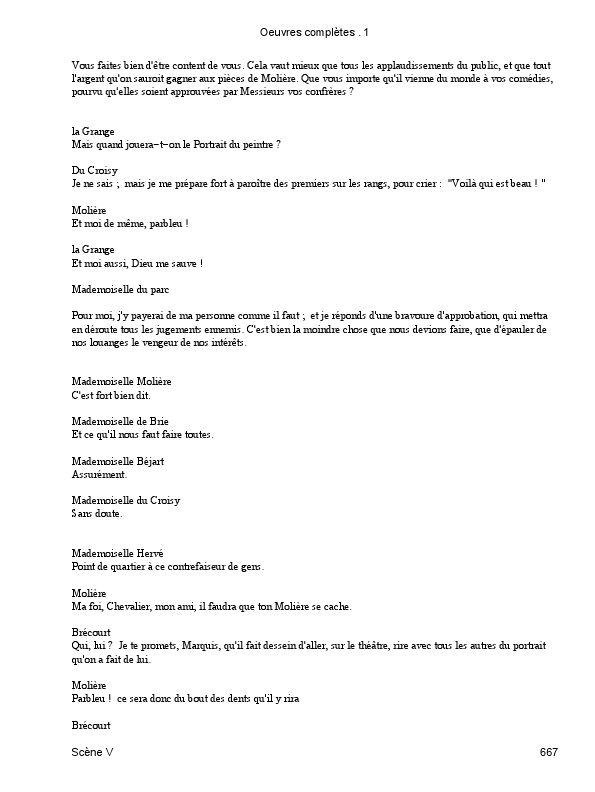 Oeuvres complètes . 1
Vous faites bien d'être content de vous. Cela vaut mieux que tous les applaudissements du public, et que tout
l'argent qu'on sauroit gagner aux pièces de Molière. Que vous importe qu'il vienne du monde à vos comédies,
pourvu qu'elles soient approuvées par Messieurs vos confrères ?
la Grange
Mais quand jouera−t−on le Portrait du peintre ?
Du Croisy
Je ne sais ; mais je me prépare fort à paroître des premiers sur les rangs, pour crier : "Voilà qui est beau ! "
Molière
Et moi de même, parbleu !
la Grange
Et moi aussi, Dieu me sauve !
Mademoiselle du parc
Pour moi, j'y payerai de ma personne comme il faut ; et je réponds d'une bravoure d'approbation, qui mettra
en déroute tous les jugements ennemis. C'est bien la moindre chose que nous devions faire, que d'épauler de
nos louanges le vengeur de nos intérêts.
Mademoiselle Molière
C'est fort bien dit.
Mademoiselle de Brie
Et ce qu'il nous faut faire toutes.
Mademoiselle Béjart
Assurément.
Mademoiselle du Croisy
Sans doute.
Mademoiselle Hervé
Point de quartier à ce contrefaiseur de gens.
Molière
Ma foi, Chevalier, mon ami, il faudra que ton Molière se cache.
Brécourt
Qui, lui ? Je te promets, Marquis, qu'il fait dessein d'aller, sur le théâtre, rire avec tous les autres du portrait
qu'on a fait de lui.
Molière
Parbleu ! ce sera donc du bout des dents qu'il y rira
Brécourt
Scène V
667